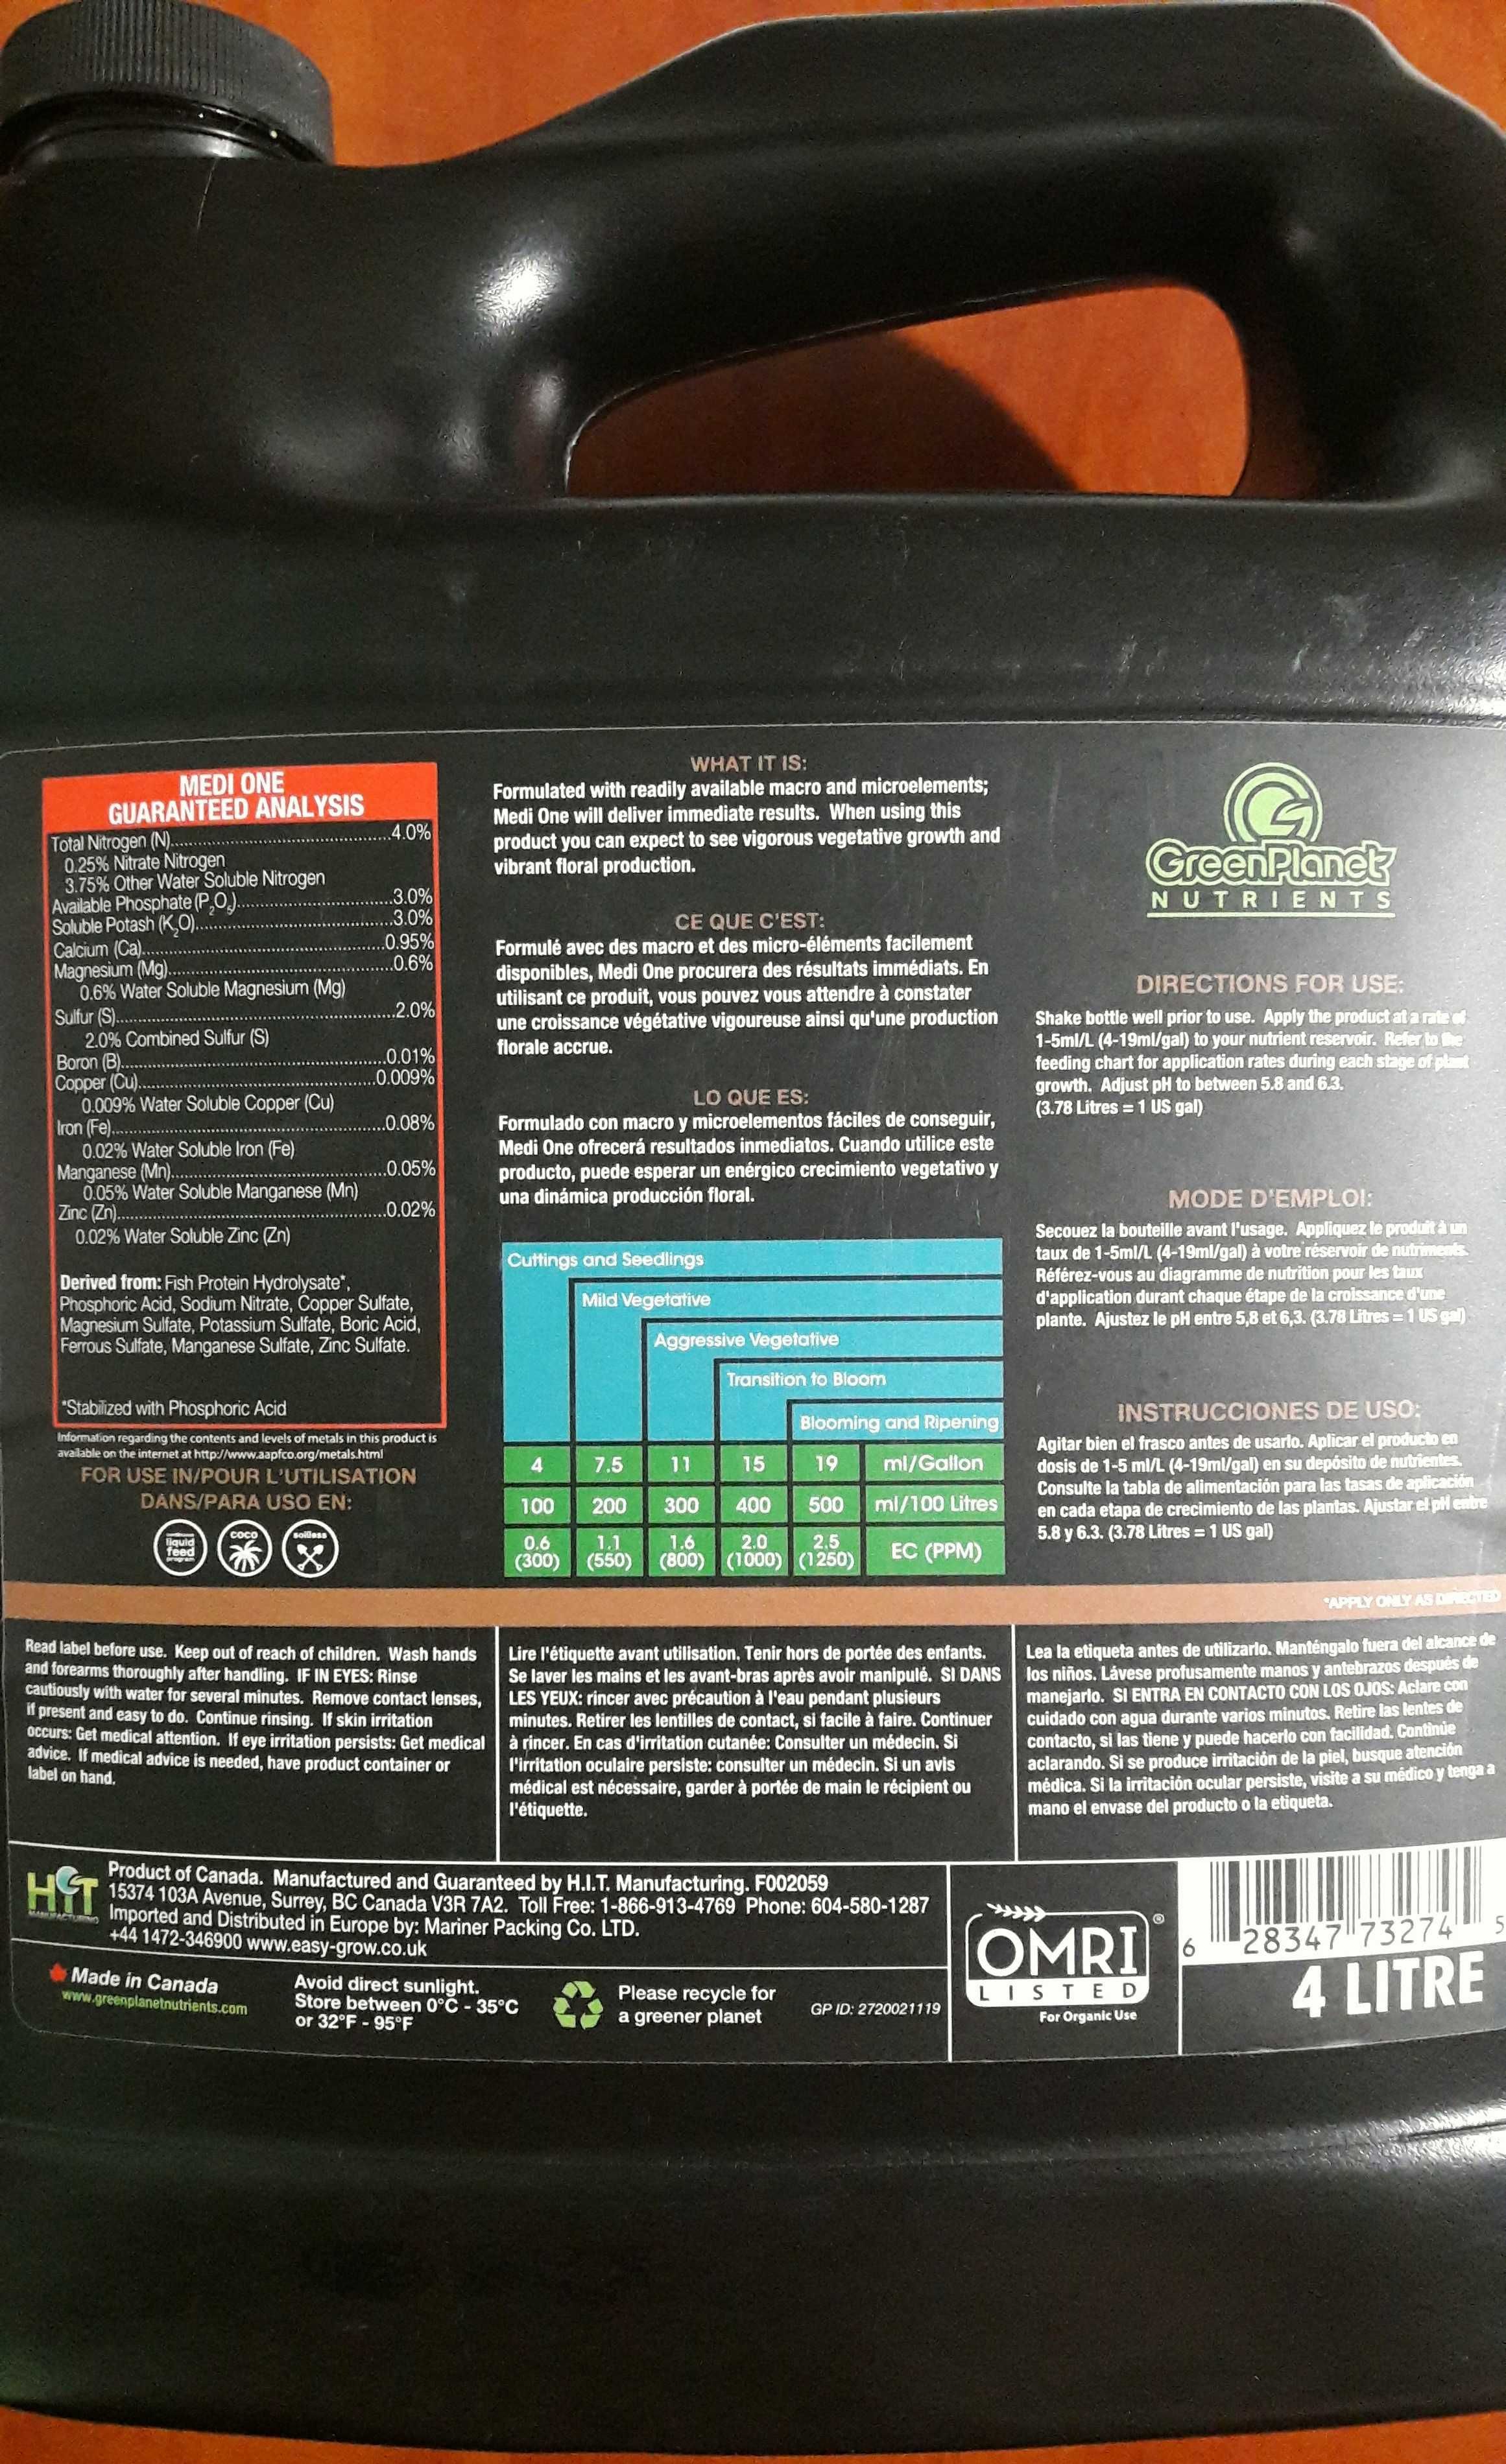 MEDI ONE
GUARANTEED ANALYSIS
Total Nitrogen (N)..........4.0%
0.25% Nitrate Nitrogen
3.75% Other Water Soluble Nitrogen
Available Phosphate (P₂O₅)..........3.0%
Soluble Potash (K₂O)..........3.0%
Calcium (Ca)..........0.95%
Magnesium (Mg)..........0.6%
0.6% Water Soluble Magnesium (Mg)
Sulfur (S)..........2.0%
2.0% Combined Sulfur (S)
Boron (B)..........0.01%
Copper (Cu)..........0.009%
0.009% Water Soluble Copper (Cu)
Iron (Fe)..........0.08%
0.02% Water Soluble Iron (Fe)
Manganese (Mn)..........0.05%
0.05% Water Soluble Manganese (Mn)
Zinc (Zn)..........0.02%
0.02% Water Soluble Zinc (Zn)
Derived from: Fish Protein Hydrolysate*,
Phosphoric Acid, Sodium Nitrate, Copper Sulfate,
Magnesium Sulfate, Potassium Sulfate, Boric Acid,
Ferrous Sulfate, Manganese Sulfate, Zinc Sulfate.
*Stabilized with Phosphoric Acid
Information regarding the contents and levels of metals in this product is
available on the internet at http://www.aapfco.org/metals.html
FOR USE IN/POUR L'UTILISATION
DANS/PARA USO EN:
continuous
liquid
feed
program
coco
soilless
WHAT IT IS:
Formulated with readily available macro and microelements;
Medi One will deliver immediate results. When using this
product you can expect to see vigorous vegetative growth and
vibrant floral production.
CE QUE C'EST:
Formulé avec des macro et des micro-éléments facilement
disponibles, Medi One procurera des résultats immédiats. En
utilisant ce produit, vous pouvez vous attendre à constater
une croissance végétative vigoureuse ainsi qu'une production
florale accrue.
LO QUE ES:
Formulado con macro y microelementos fáciles de conseguir,
Medi One ofrecerá resultados inmediatos. Cuando utilice este
producto, puede esperar un enérgico crecimiento vegetativo y
una dinámica producción floral.
Cuttings and Seedlings
Mild Vegetative
Aggressive Vegetative
Transition to Bloom
Blooming and Ripening
4 7.5 11 15 19 ml/Gallon
100 200 300 400 500 ml/100 Litres
0.6 1.1 1.6 2.0 2.5 EC (PPM)
(300) (550) (800) (1000) (1250)
GreenPlanet
NUTRIENTS
DIRECTIONS FOR USE:
Shake bottle well prior to use. Apply the product at a rate of
1-5ml/L (4-19ml/gal) to your nutrient reservoir. Refer to the
feeding chart for application rates during each stage of plant
growth. Adjust pH to between 5.8 and 6.3.
(3.78 Litres = 1 US gal)
MODE D'EMPLOI:
Secouez la bouteille avant l'usage. Appliquez le produit à un
taux de 1-5ml/L (4-19ml/gal) à votre réservoir de nutriments.
Référez-vous au diagramme de nutrition pour les taux
d'application durant chaque étape de la croissance d'une
plante. Ajustez le pH entre 5,8 et 6,3. (3.78 Litres = 1 US gal)
INSTRUCCIONES DE USO:
Agitar bien el frasco antes de usarlo. Aplicar el producto en
dosis de 1-5 ml/L (4-19ml/gal) en su depósito de nutrientes.
Consulte la tabla de alimentación para las tasas de aplicación
en cada etapa de crecimiento de las plantas. Ajustar el pH entre
5.8 y 6.3. (3.78 Litres = 1 US gal)
*APPLY ONLY AS DIRECTED
Read label before use. Keep out of reach of children. Wash hands
and forearms thoroughly after handling. IF IN EYES: Rinse
cautiously with water for several minutes. Remove contact lenses,
if present and easy to do. Continue rinsing. If skin irritation
occurs: Get medical attention. If eye irritation persists: Get medical
advice. If medical advice is needed, have product container or
label on hand.
Lire l'étiquette avant utilisation. Tenir hors de portée des enfants.
Se laver les mains et les avant-bras après avoir manipulé. SI DANS
LES YEUX: rincer avec précaution à l'eau pendant plusieurs
minutes. Retirer les lentilles de contact, si facile à faire. Continuer
à rincer. En cas d'irritation cutanée: Consulter un médecin. Si
l'irritation oculaire persiste: consulter un médecin. Si un avis
médical est nécessaire, garder à portée de main le récipient ou
l'étiquette.
Lea la etiqueta antes de utilizarlo. Manténgalo fuera del alcance de
los niños. Lávese profusamente manos y antebrazos después de
manejarlo. SI ENTRA EN CONTACTO CON LOS OJOS: Aclare con
cuidado con agua durante varios minutos. Retire las lentes de
contacto, si las tiene y puede hacerlo con facilidad. Continúe
aclarando. Si se produce irritación de la piel, busque atención
médica. Si la irritación ocular persiste, visite a su médico y tenga a
mano el envase del producto o la etiqueta.
HIT
MANUFACTURING
Product of Canada. Manufactured and Guaranteed by H.I.T. Manufacturing. F002059
15374 103A Avenue, Surrey, BC Canada V3R 7A2. Toll Free: 1-866-913-4769 Phone: 604-580-1287
Imported and Distributed in Europe by: Mariner Packing Co. LTD.
+44 1472-346900 www.easy-grow.co.uk
Made in Canada
www.greenplanetnutrients.com
Avoid direct sunlight.
Store between 0°C - 35°C
or 32°F - 95°F
Please recycle for
a greener planet
GP ID: 2720021119
OMRI®
LISTED
For Organic Use
6 28347 73274 5
4 LITRE